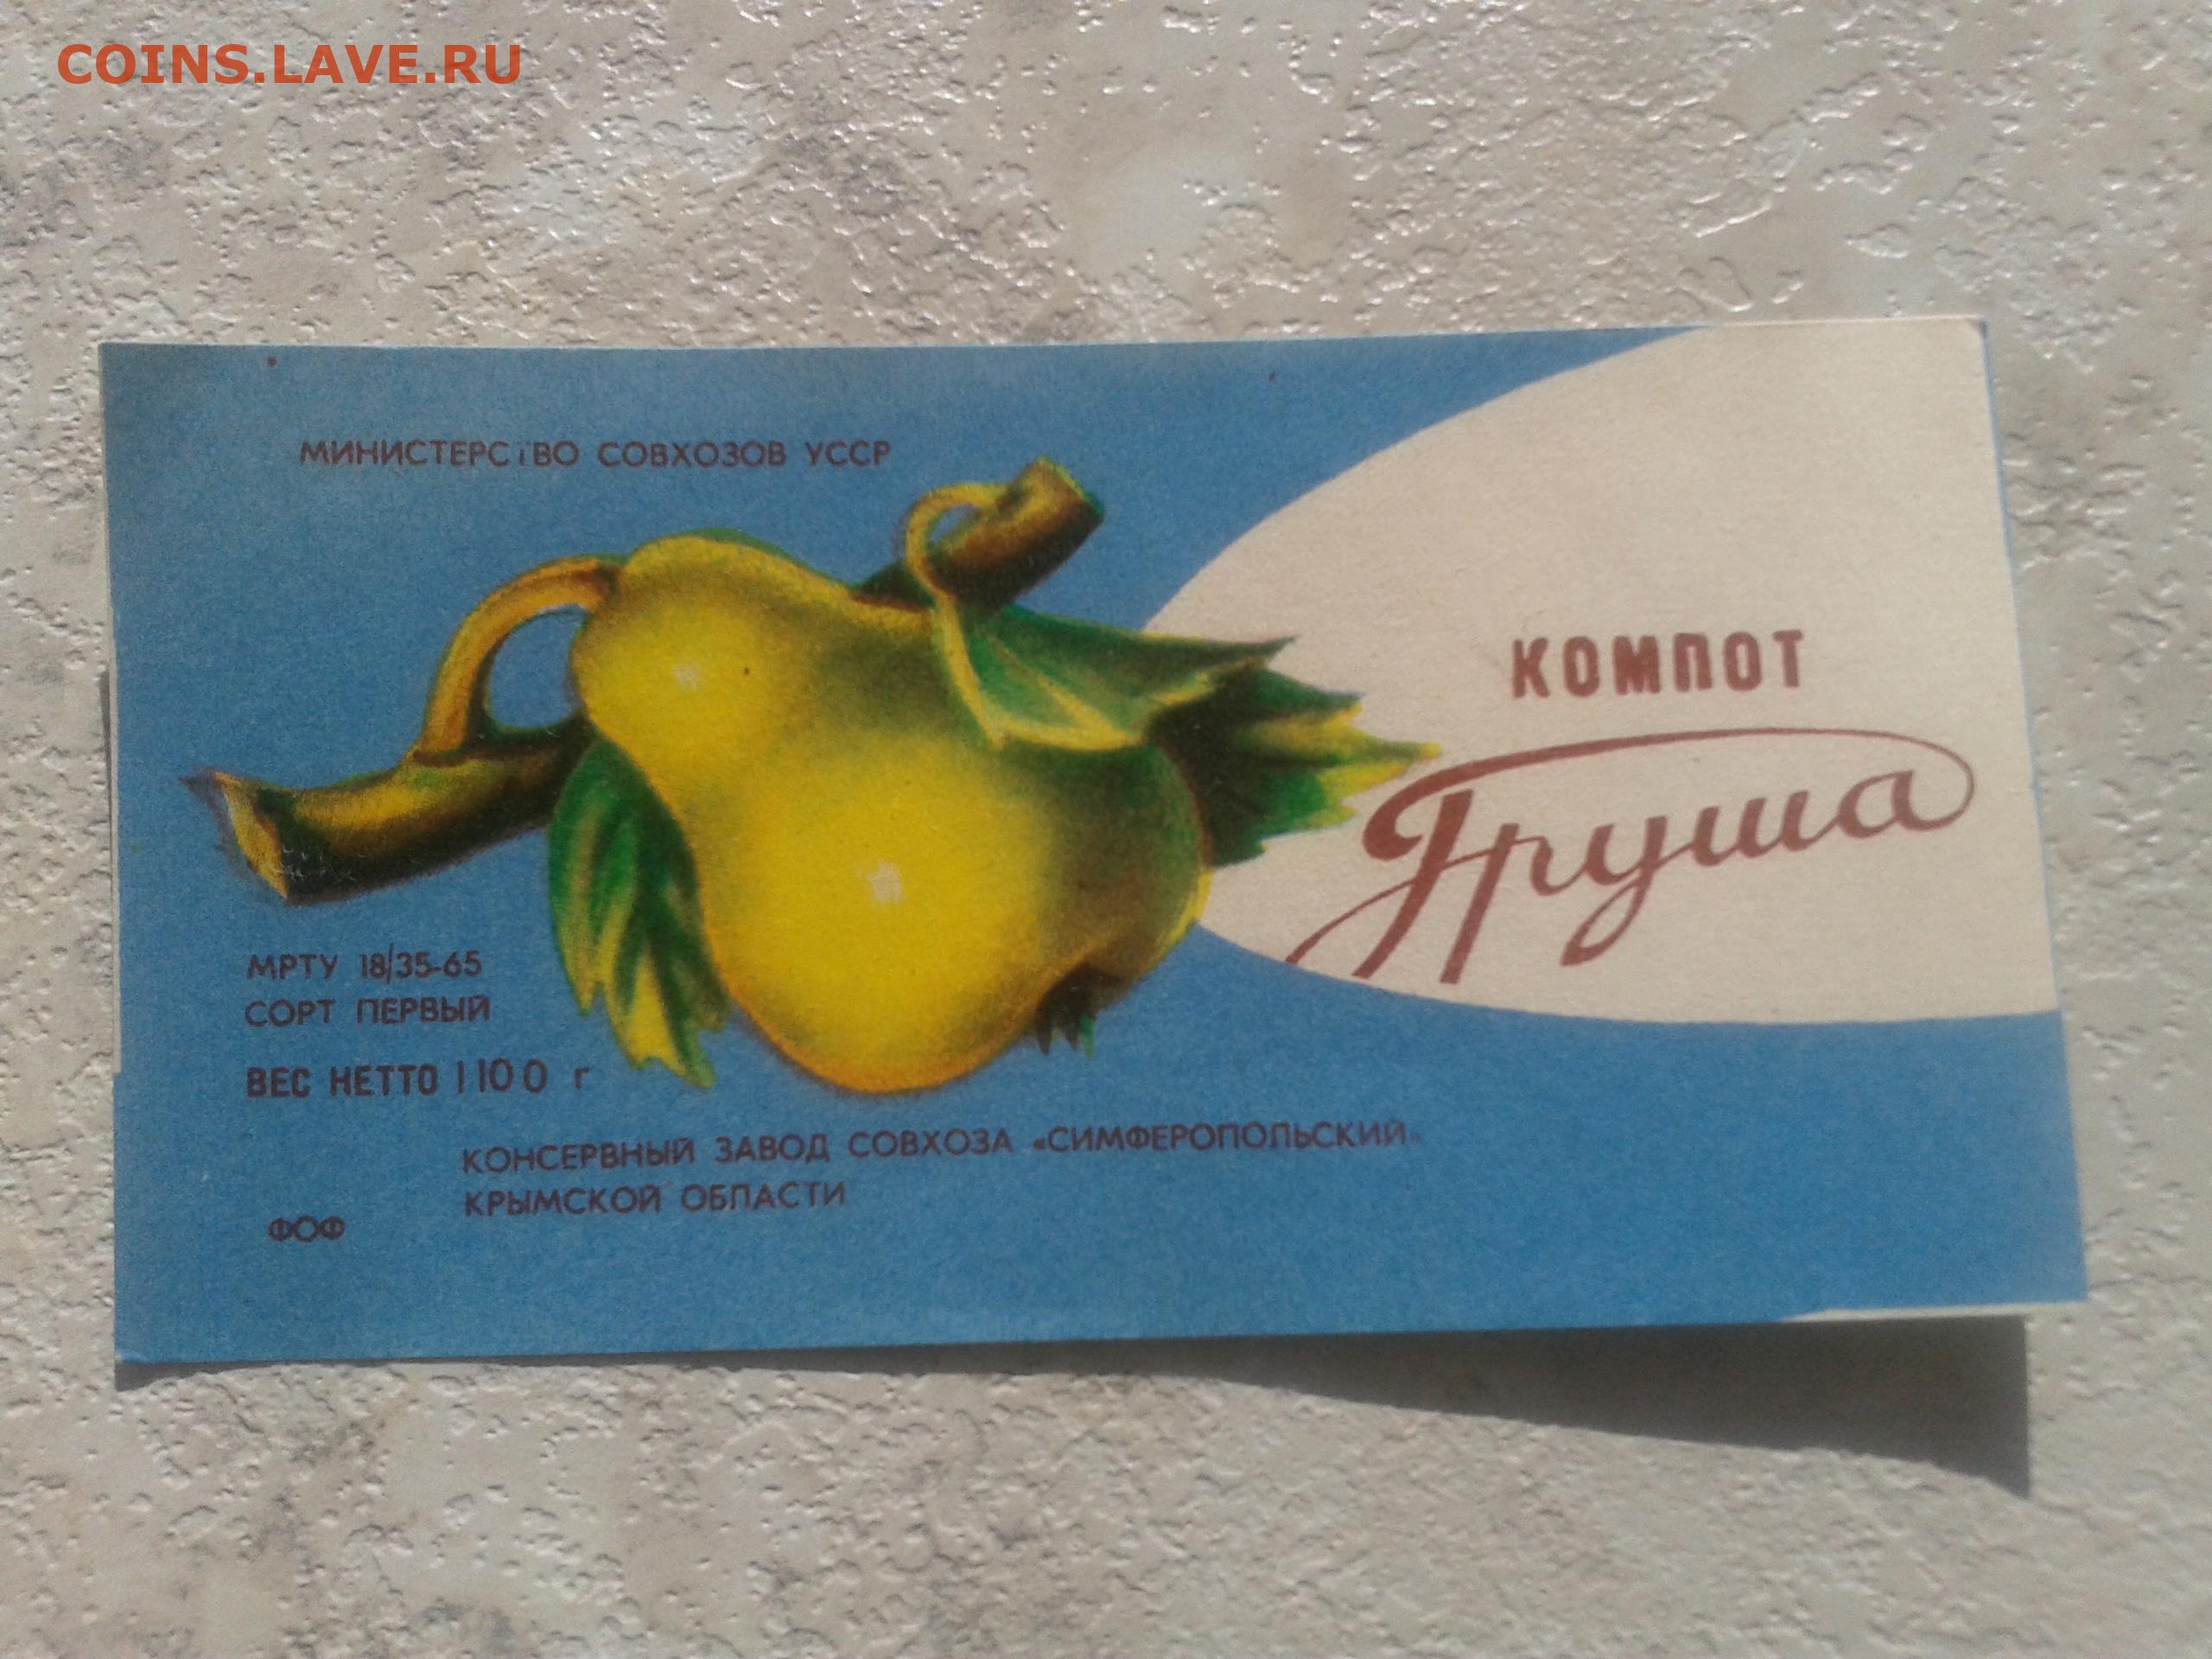 COINS.LAVE.RU
МИНИСТЕРСТВО СОВХОЗОВ УССР
КОМПОТ
Груша
МРТУ 18/35-65
СОРТ ПЕРВЫЙ
ВЕС НЕТТО 1100 г
КОНСЕРВНЫЙ ЗАВОД СОВХОЗА «СИМФЕРОПОЛЬСКИЙ»
КРЫМСКОЙ ОБЛАСТИ
ФОФ